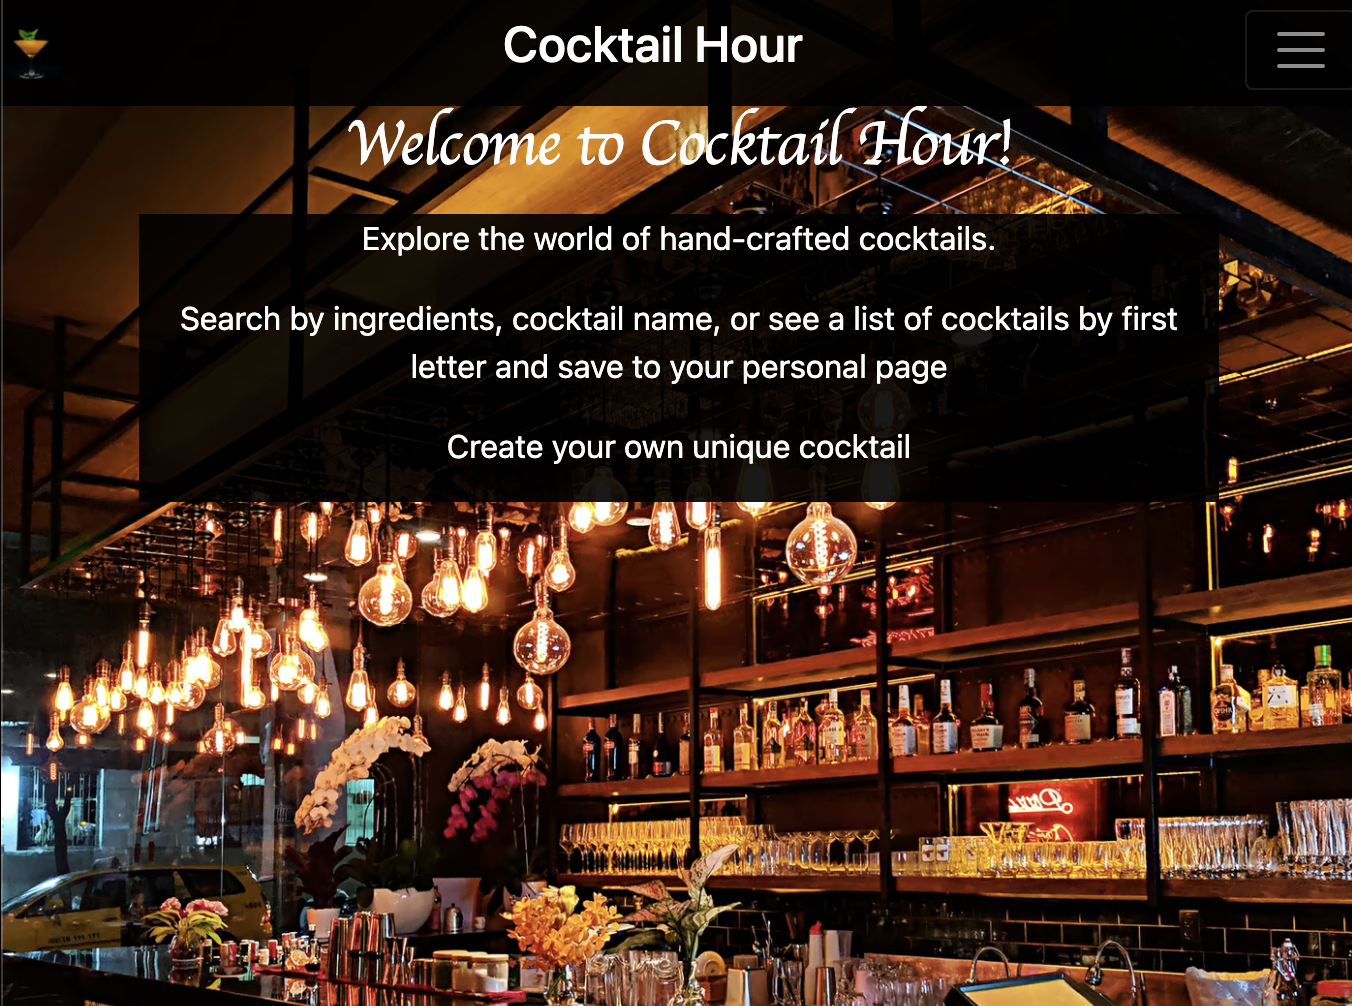 Cocktail Hour
Welcome to Cocktail Hour!
Explore the world of hand-crafted cocktails.
Search by ingredients, cocktail name, or see a list of cocktails by first
letter and save to your personal page
Create your own unique cocktail